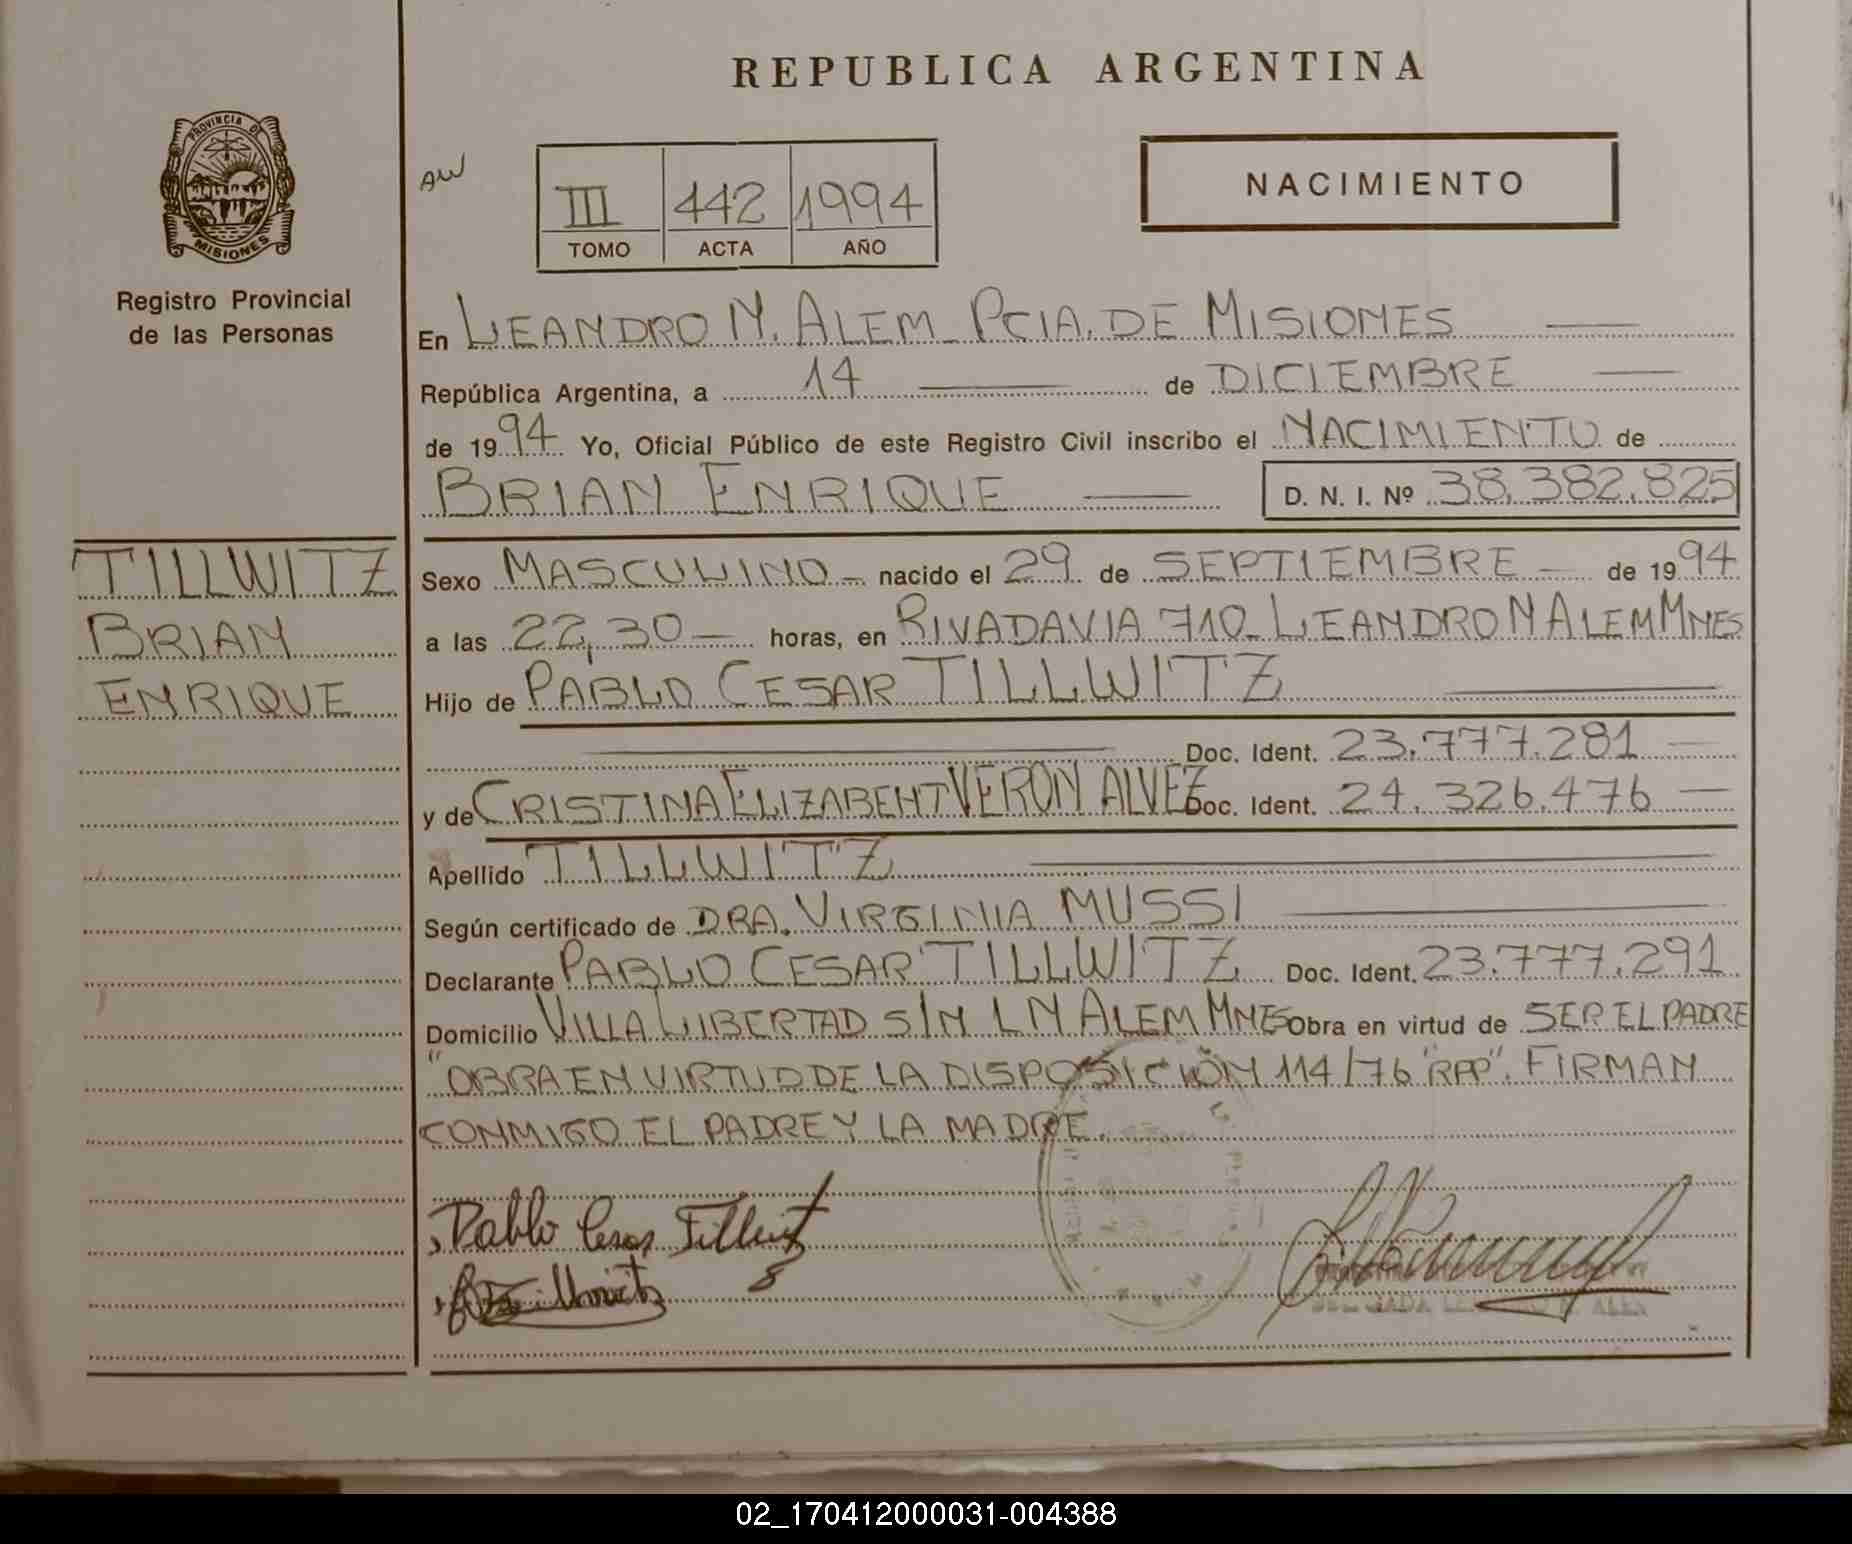 REPUBLICA ARGENTINA
PROVINCIA DE
MISIONES
Registro Provincial
de las Personas
AW
III 442 1994
TOMO ACTA AÑO
NACIMIENTO
En LEANDRO N. ALEM PCIA. DE MISIONES
República Argentina, a 14 de DICIEMBRE
de 1994 Yo, Oficial Público de este Registro Civil inscribo el NACIMIENTO de
BRIAN ENRIQUE D. N. I. Nº 38.382.825
TILLWITZ
BRIAN
ENRIQUE
Sexo MASCULINO nacido el 29 de SEPTIEMBRE de 1994
a las 22,30 horas, en RIVADAVIA 710 LEANDRO N ALEM MNES
Hijo de PABLO CESAR TILLWITZ
Doc. Ident. 23.777.281
y de CRISTINA ELIZABEHT VERON ALVEZ Doc. Ident. 24.326.476
Apellido TILLWITZ
Según certificado de DRA. VIRGINIA MUSSI
Declarante PABLO CESAR TILLWITZ Doc. Ident. 23.777.291
Domicilio VILLA LIBERTAD S/N L N ALEM MNES Obra en virtud de SER EL PADRE
"OBRA EN VIRTUD DE LA DISPOSICIÓN 114/76 "RPP". FIRMAN
CONMIGO EL PADRE Y LA MADRE.
Pablo Cesar Tillwitz
02_170412000031-004388